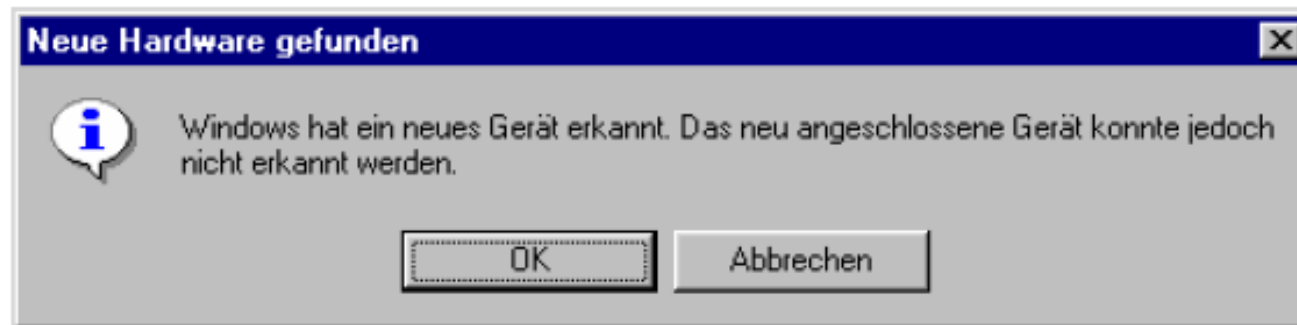 Neue Hardware gefunden
Windows hat ein neues Gerät erkannt. Das neu angeschlossene Gerät konnte jedoch
nicht erkannt werden.
OK
Abbrechen